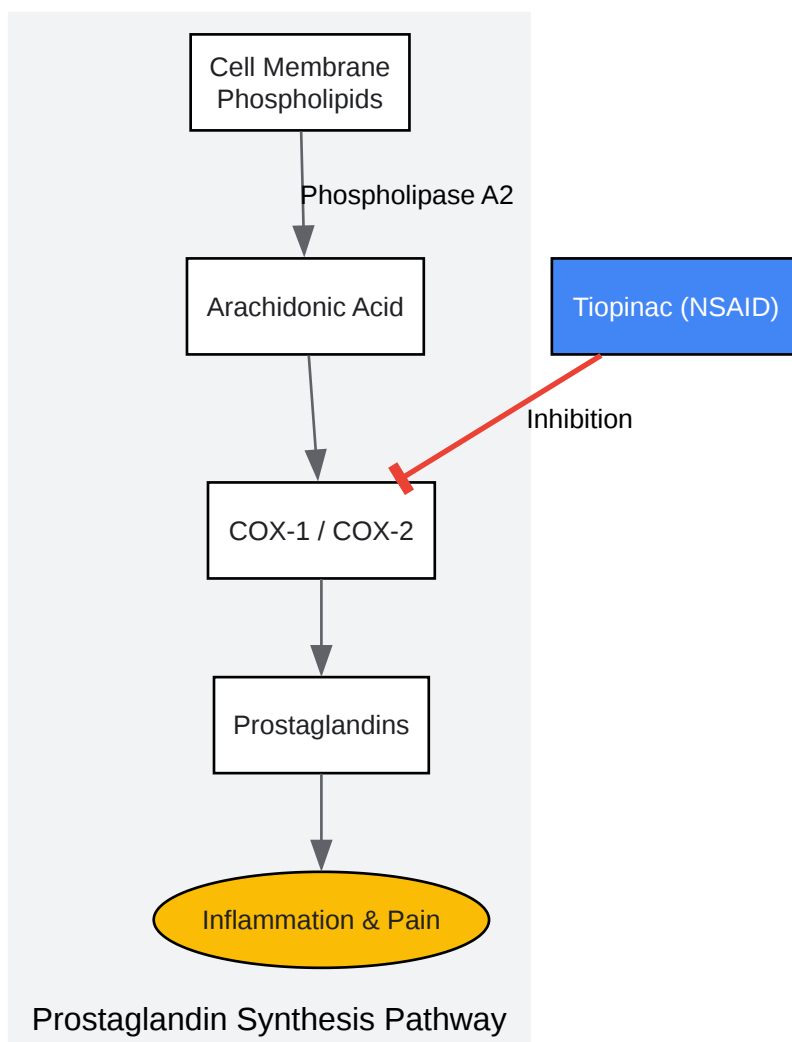 Cell Membrane
Phospholipids
Phospholipase A2
Arachidonic Acid
Tiopinac (NSAID)
Inhibition
COX-1 / COX-2
Prostaglandins
Inflammation & Pain
Prostaglandin Synthesis Pathway